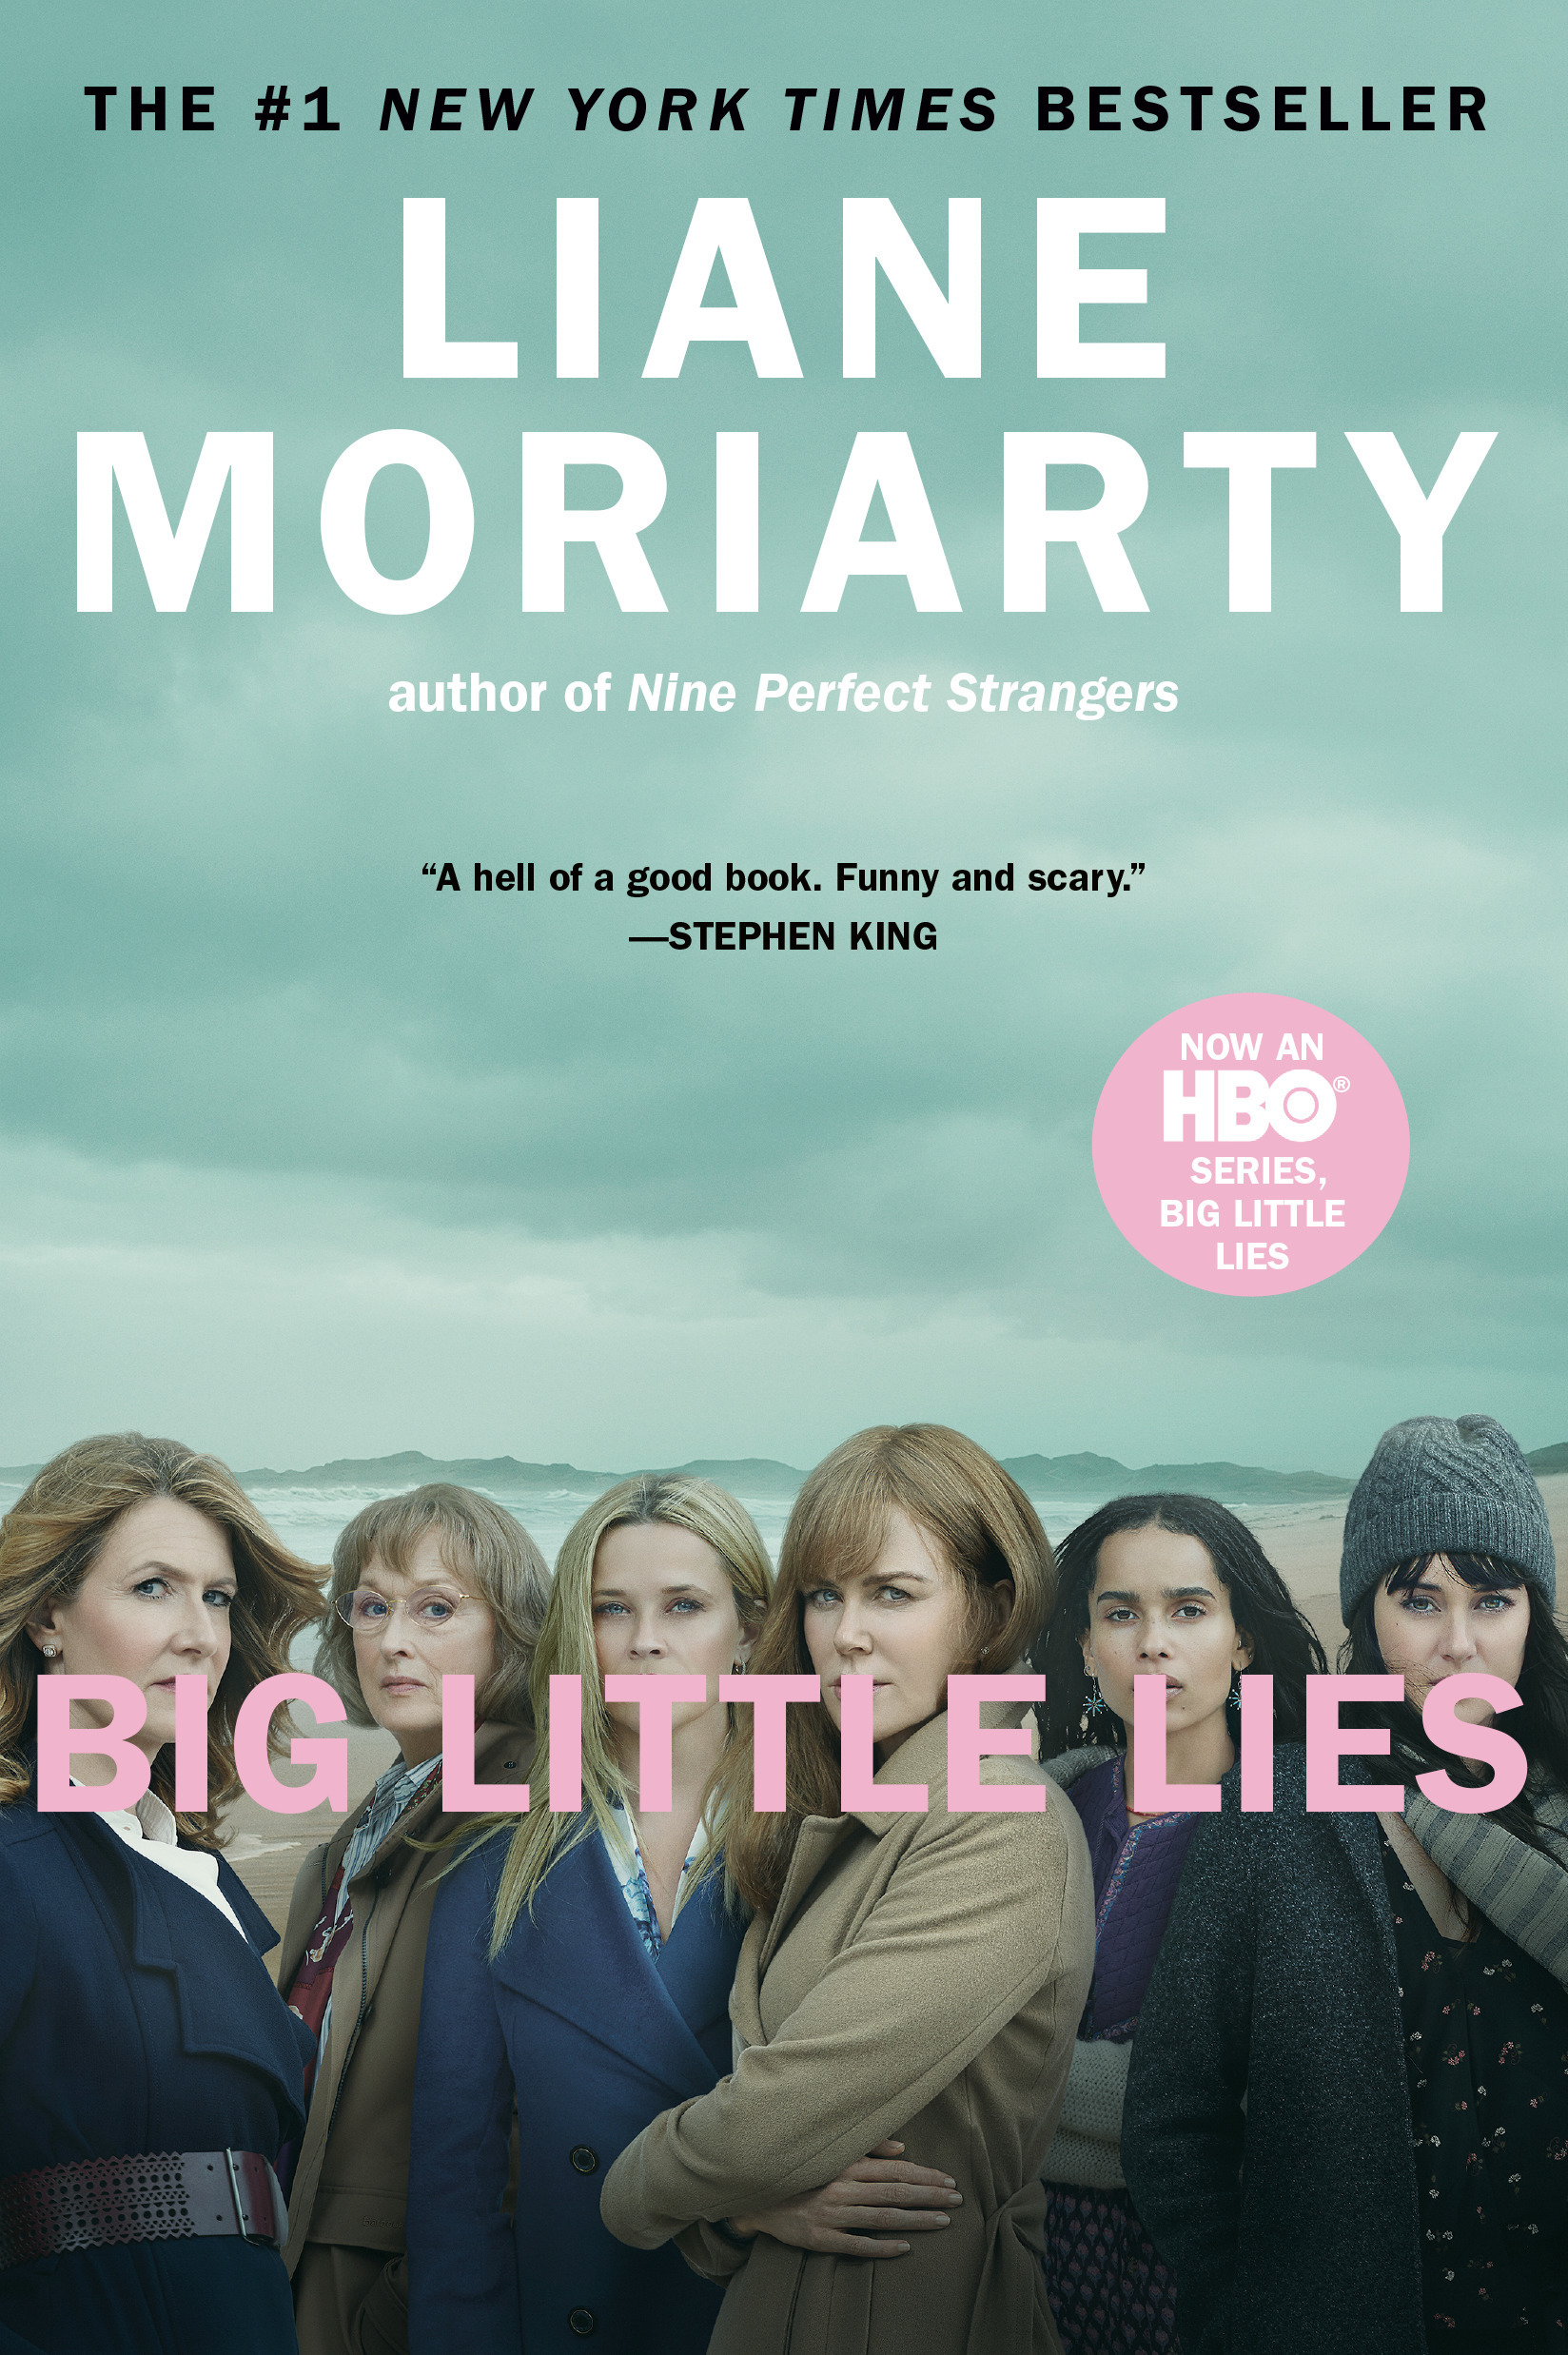 THE #1 NEW YORK TIMES BESTSELLER
LIANE
MORIARTY
author of Nine Perfect Strangers
“A hell of a good book. Funny and scary.”
—STEPHEN KING
NOW AN
HBO®
SERIES,
BIG LITTLE
LIES
BIG LITTLE LIES